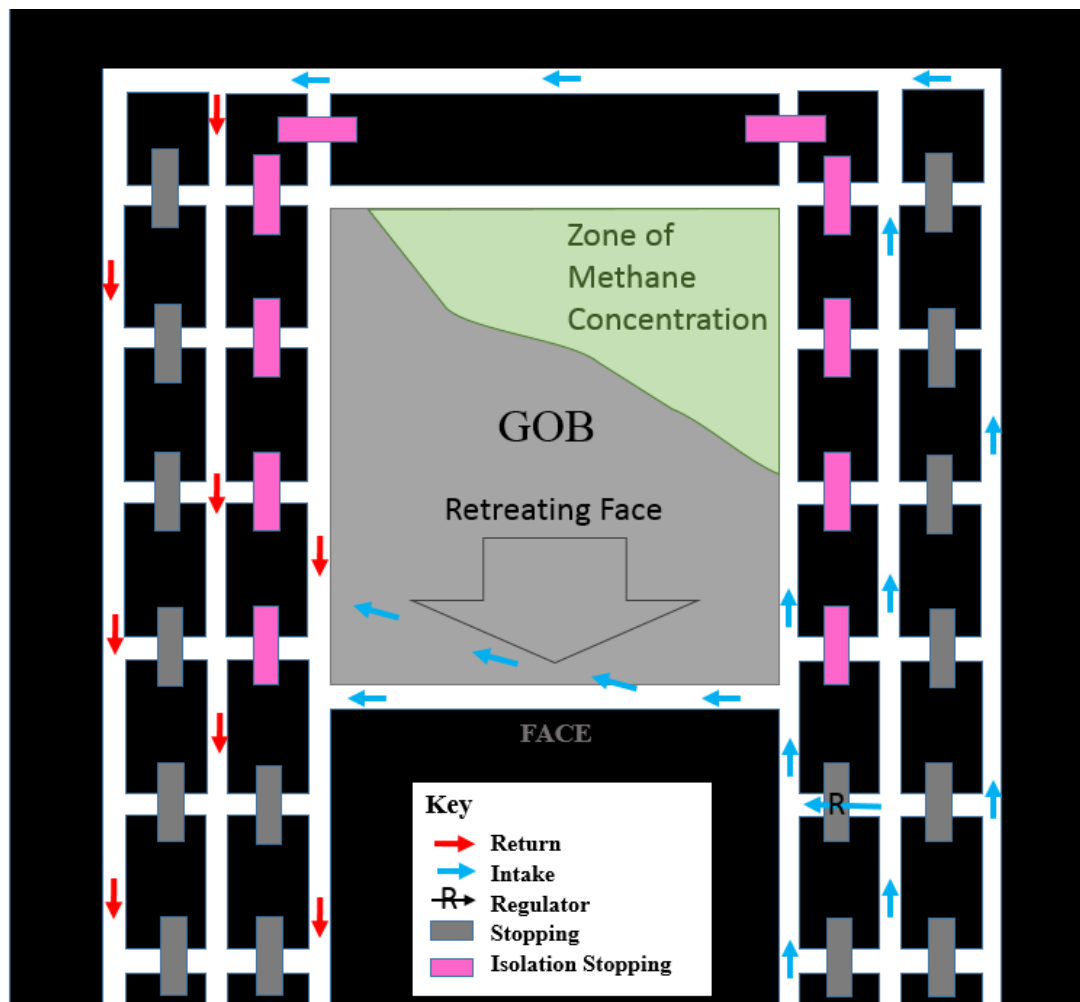 Zone of
Methane
Concentration
GOB
Retreating Face
FACE
R
Key
Return
Intake
R Regulator
Stopping
Isolation Stopping